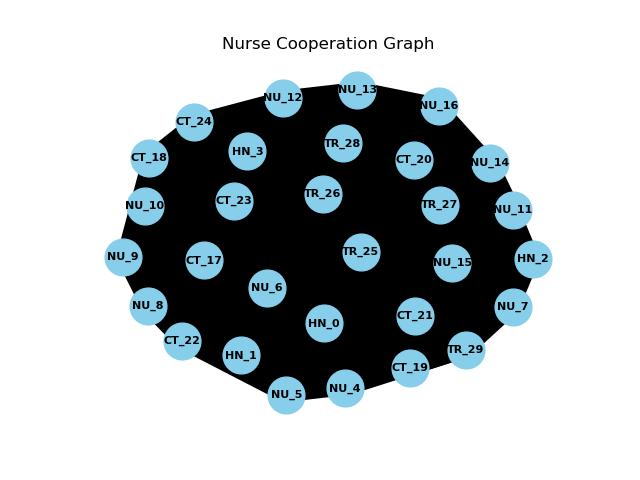 Nurse Cooperation Graph
NU_13
NU_12
NU_16
CT_24
TR_28
HN_3
CT_18
CT_20
NU_14
TR_26
CT_23
TR_27
NU_10
NU_11
TR_25
NU_9
HN_2
CT_17
NU_15
NU_6
NU_8
NU_7
CT_21
HN_0
CT_22
TR_29
HN_1
CT_19
NU_4
NU_5